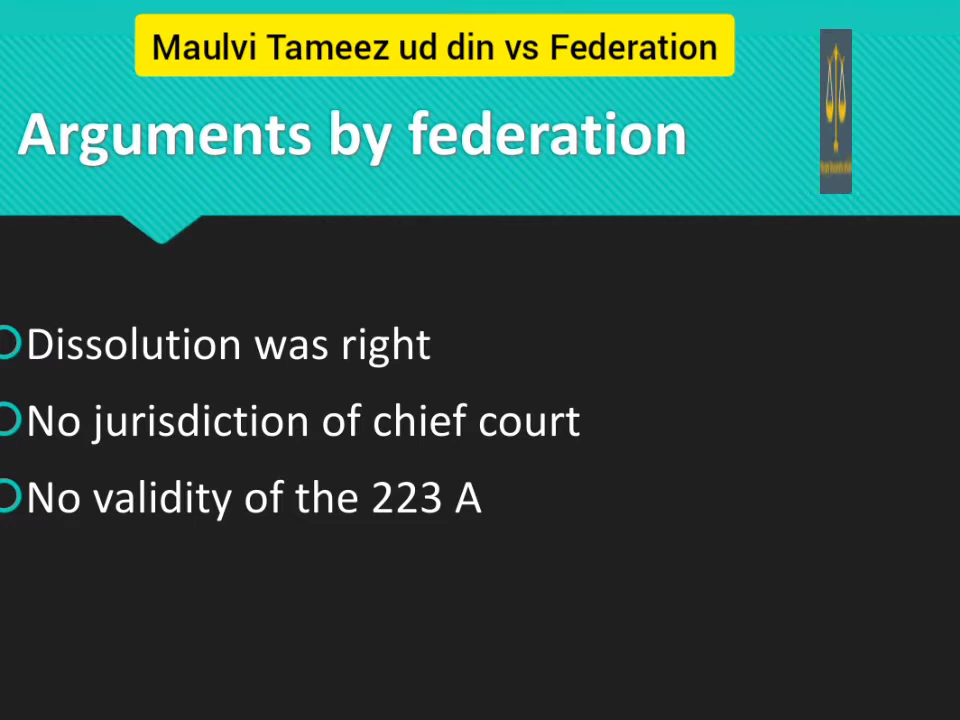 Maulvi Tameez ud din vs Federation
Arguments by federation
Dissolution was right
No jurisdiction of chief court
No validity of the 223 A